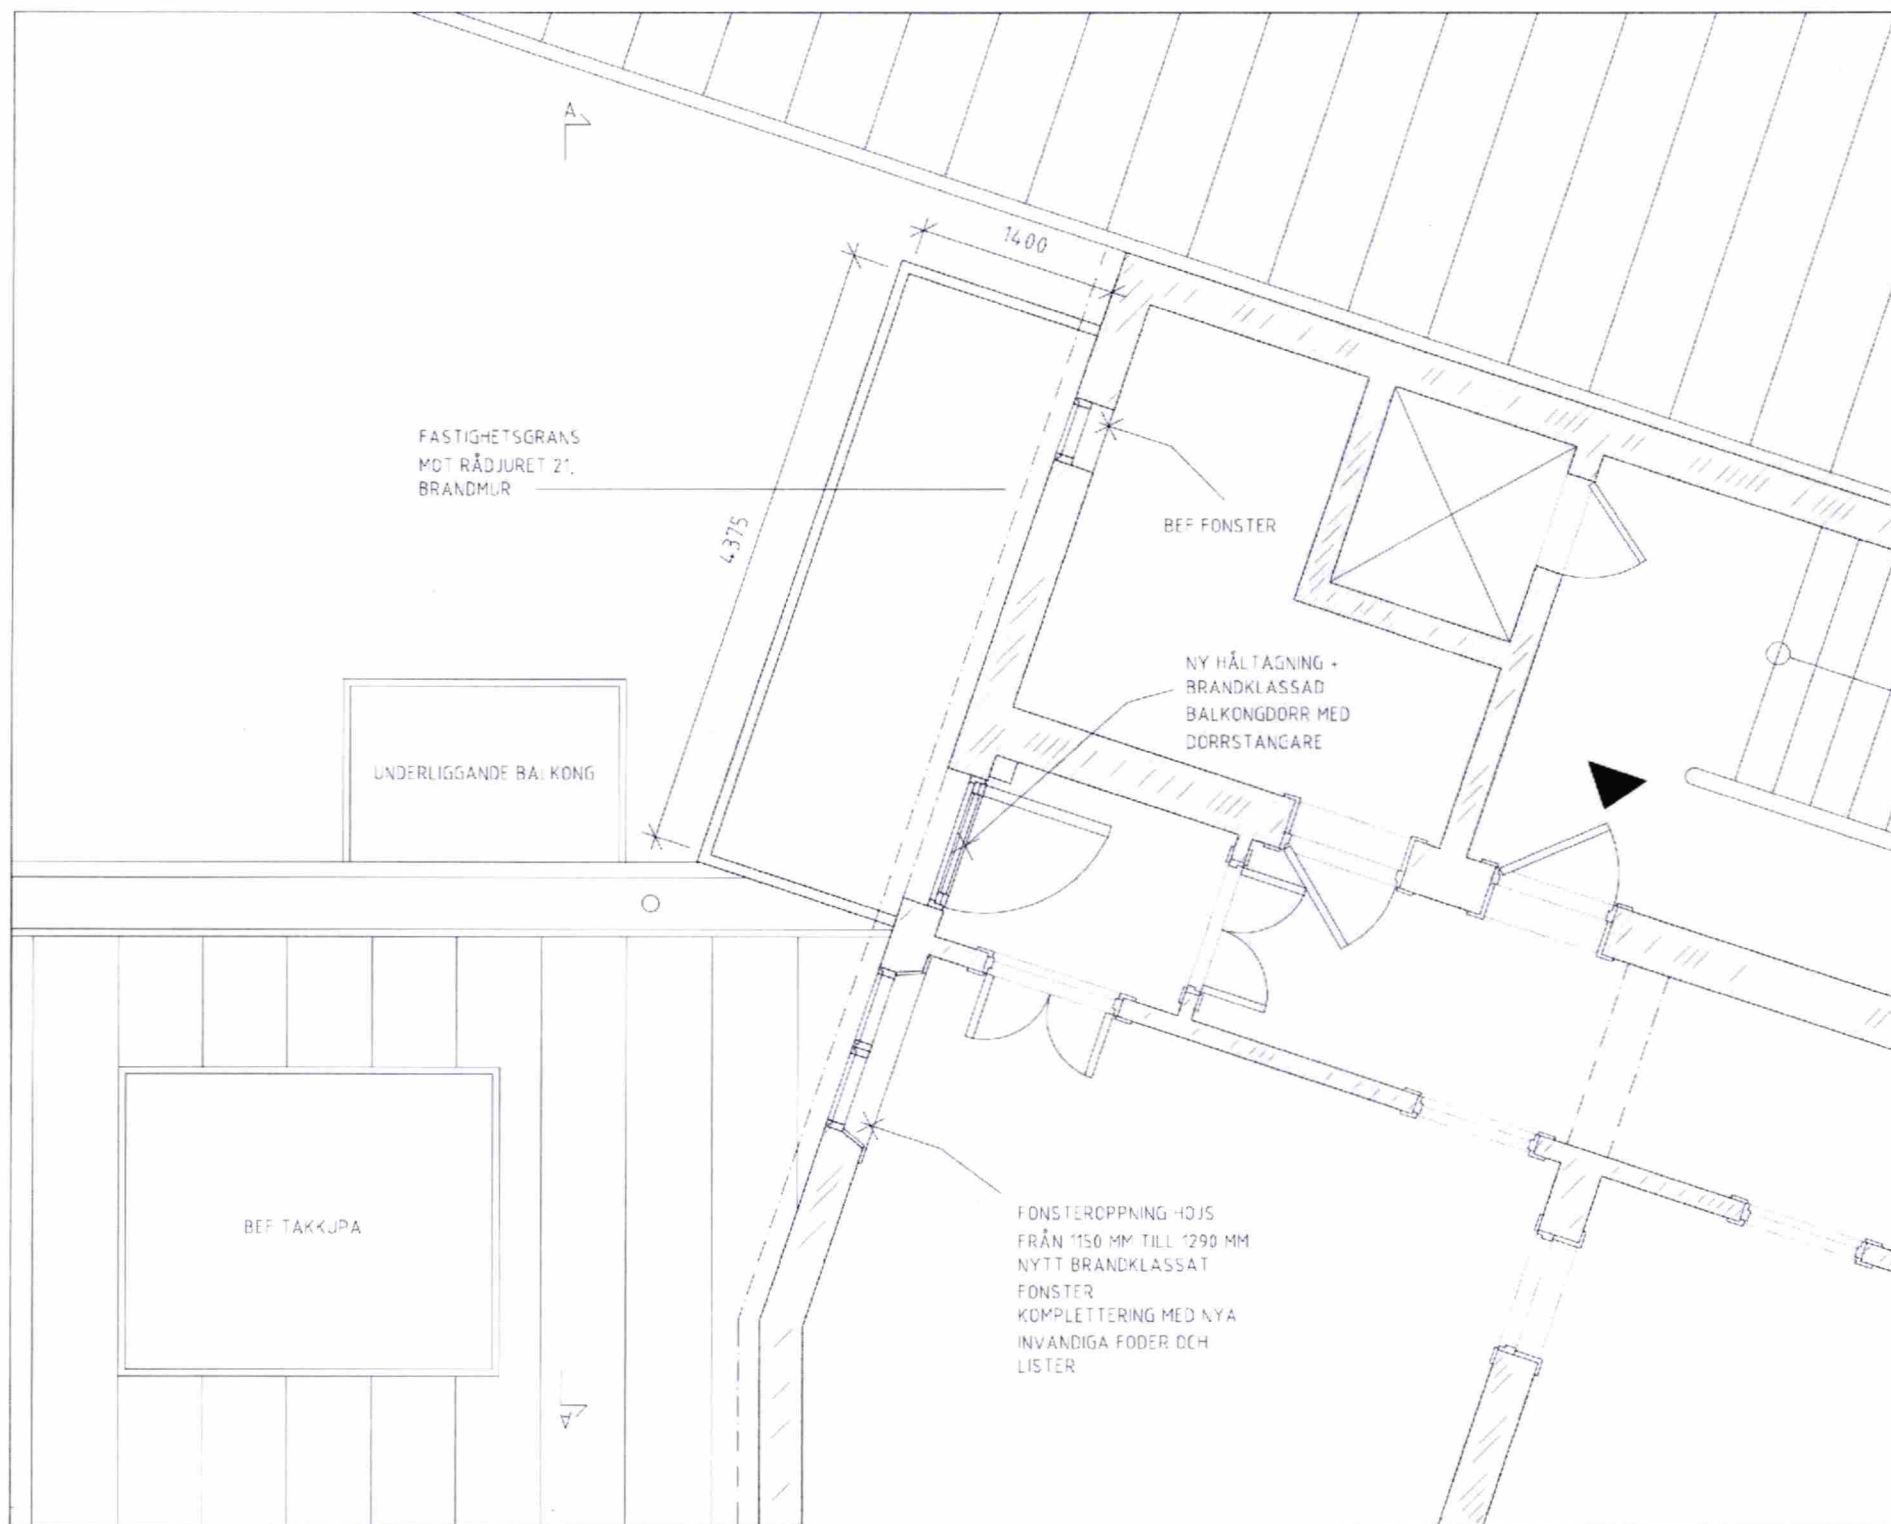 A
1400
FASTIGHETSGRANS
MOT RÅDJURET 21,
BRANDMUR
4375
BEF FONSTER
NY HÅLTAGNING +
BRANDKLASSAD
BALKONGDORR MED
DORRSTANGARE
UNDERLIGGANDE BALKONG
BEF TAKKUPA
FONSTEROPPNING HOJS
FRÅN 1150 MM TILL 1290 MM
NYTT BRANDKLASSAT
FONSTER
KOMPLETTERING MED NYA
INVANDIGA FODER OCH
LISTER
A